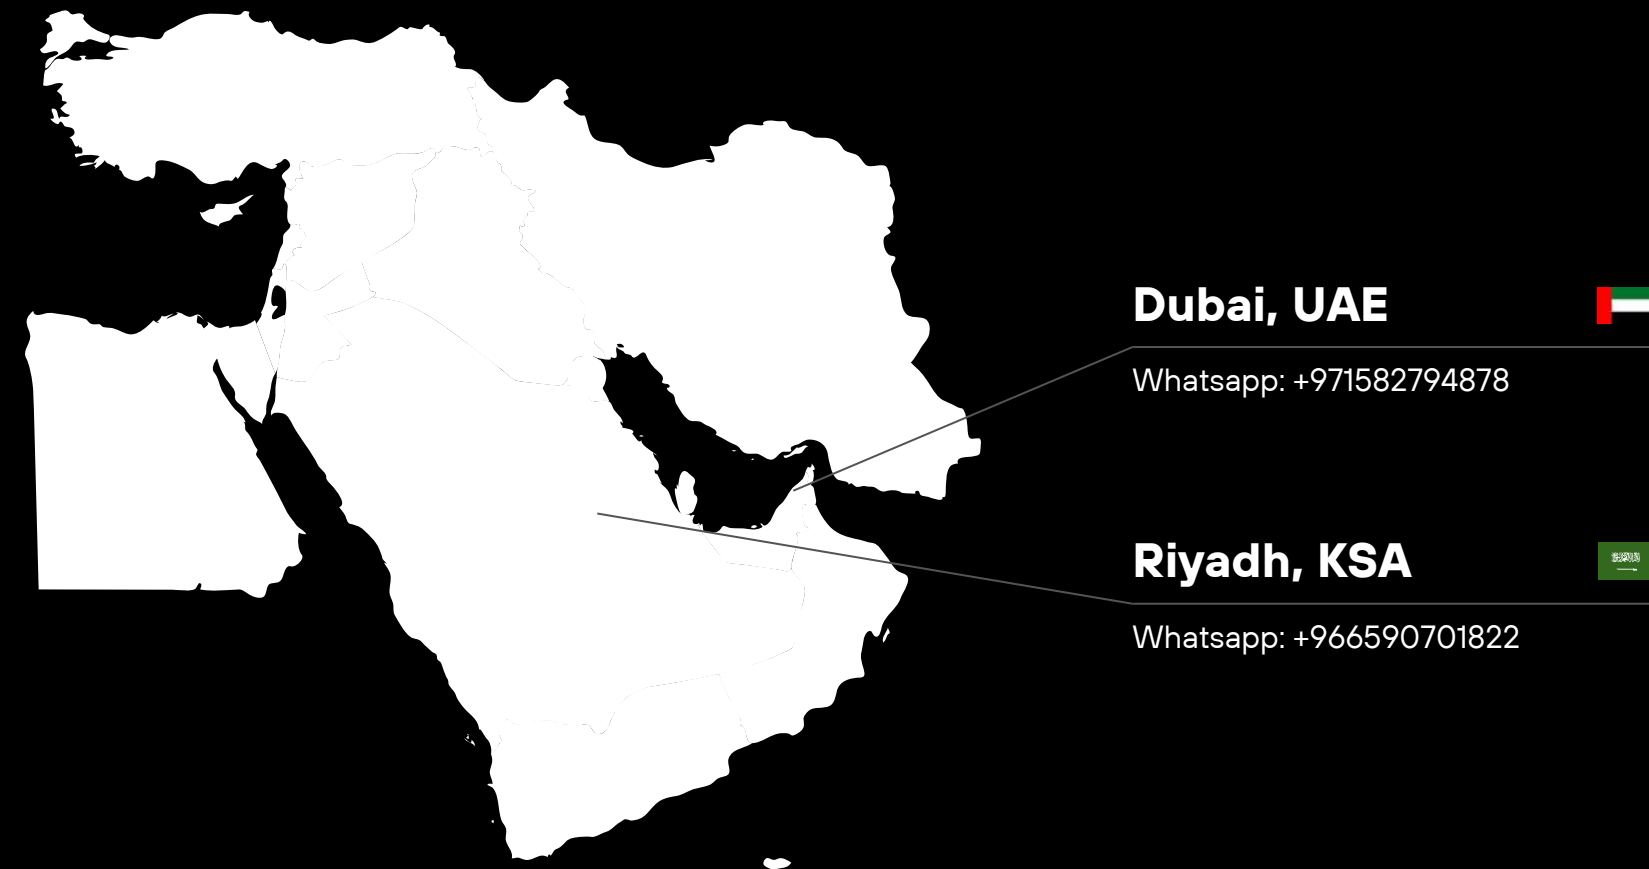 Dubai, UAE
Whatsapp: +971582794878
Riyadh, KSA
Whatsapp: +966590701822